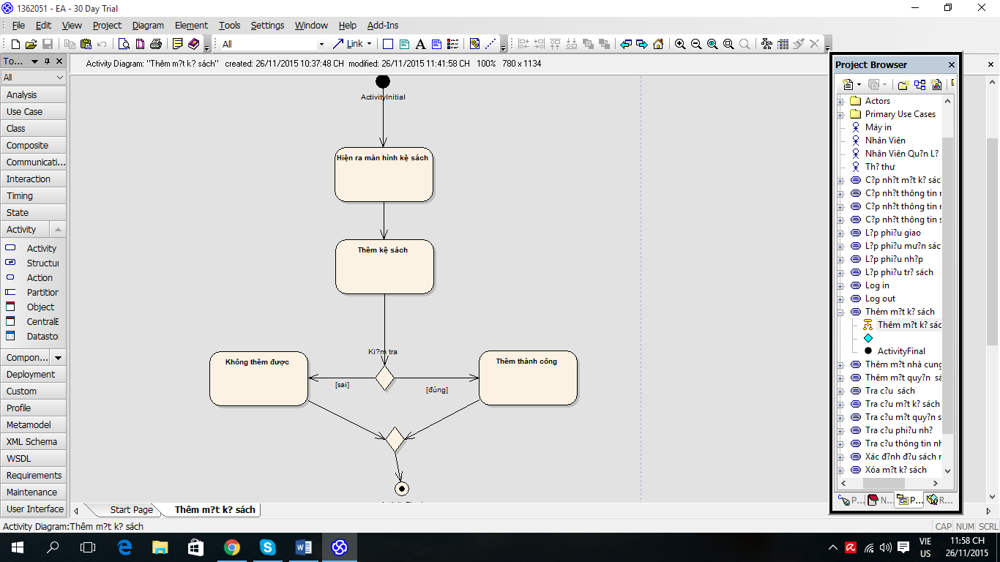 1362051 - EA - 30 Day Trial
File Edit View Project Diagram Element Tools Settings Window Help Add-Ins
All Link
To...
Activity Diagram: "Thêm m?t k? sách" created: 26/11/2015 10:37:48 CH modified: 26/11/2015 11:41:58 CH 100% 780 x 1134
All
Analysis
Use Case
Class
Composite
Communicati...
Interaction
Timing
State
Activity
Activity
Structur
Action
Partition
Object
CentralB
Datastor
Compon...
Deployment
Custom
Profile
Metamodel
XML Schema
WSDL
Requirements
Maintenance
User Interface
ActivityInitial
Hiện ra màn hình kệ sách
Thêm kệ sách
Ki?m tra
Không thêm được
[sai]
[đúng]
Thêm thành công
Project Browser
Actors
Primary Use Cases
Máy in
Nhân Viên
Nhân Viên Qu?n L?
Th? thư
C?p nh?t m?t k? sác
C?p nh?t thông tin n
C?p nh?t thông tin n
C?p nh?t thông tin s
L?p phi?u giao
L?p phi?u mư?n sác
L?p phi?u nh?p
L?p phi?u tr? sách
Log in
Log out
Thêm m?t k? sách
Thêm m?t k? sác
ActivityFinal
Thêm m?t nhà cung
Thêm m?t quy?n sá
Tra c?u sách
Tra c?u m?t k? sách
Tra c?u m?t quy?n s
Tra c?u phi?u nh?
Tra c?u thông tin nh
Xác đ?nh đ?u sách n
Xóa m?t k? sách
P... N... P... R...
Start Page Thêm m?t k? sách
Activity Diagram:Thêm m?t k? sách
CAP NUM SCRL
VIE
US
11:58 CH
26/11/2015